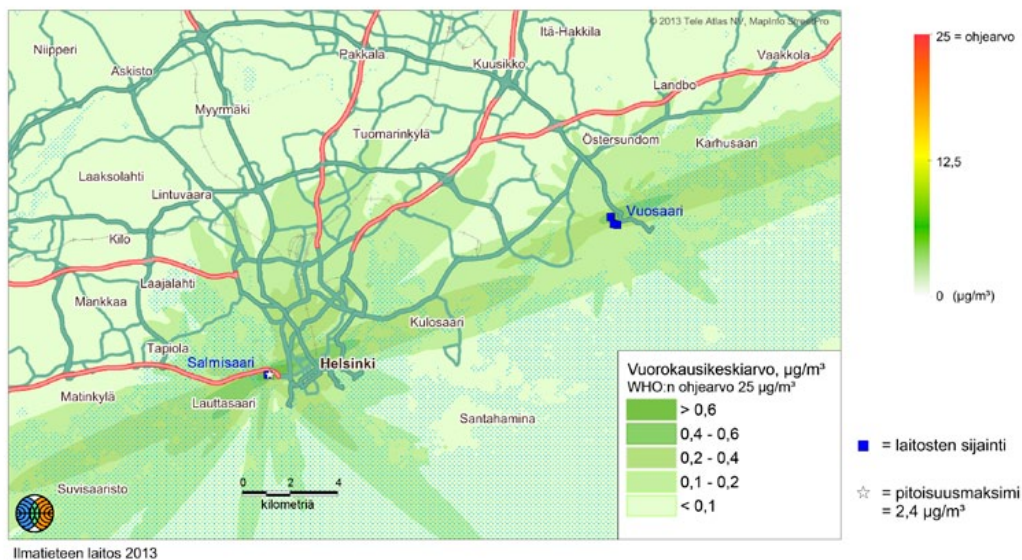 © 2013 Tele Atlas NV, MapInfo StreetPro
Niipperi
Itä-Hakkila
Pakkala
Kuusikko
Vaakkola
Askisto
Landbo
Myyrmäki
Tuomarinkylä
Östersundom
Karhusaari
Laaksolahti
Lintuvaara
Vuosaari
Kilo
Laajalahti
Mankkaa
Kulosaari
Tapiola
Salmisaari
Helsinki
Matinkylä
Lauttasaari
Santahamina
Suvisaaristo
0 2 4
kilometriä
Vuorokausikeskiarvo, µg/m³
WHO:n ohjearvo 25 µg/m³
> 0,6
0,4 - 0,6
0,2 - 0,4
0,1 - 0,2
< 0,1
25 = ohjearvo
12,5
0 (µg/m³)
= laitosten sijainti
☆ = pitoisuusmaksimi
= 2,4 µg/m³
Ilmatieteen laitos 2013